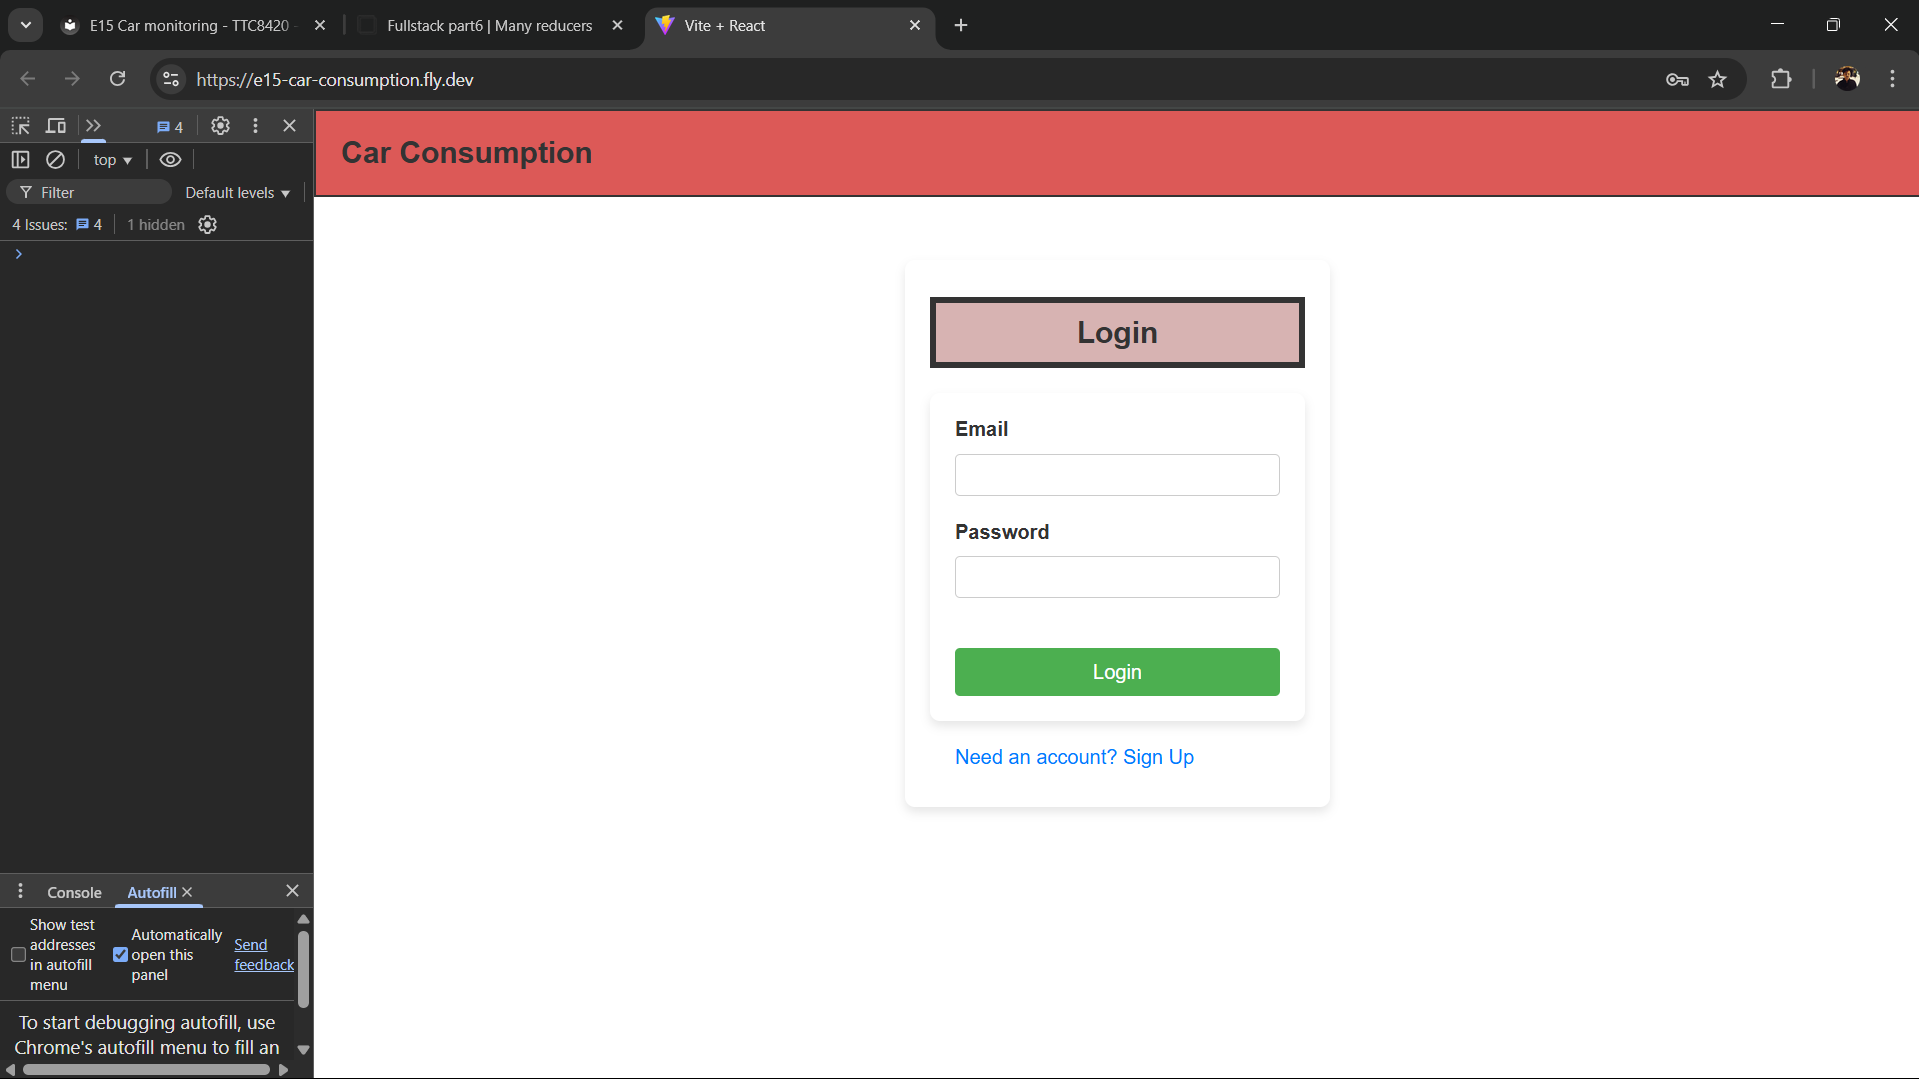 E15 Car monitoring - TTC8420 -
Fullstack part6 | Many reducers
Vite + React
https://e15-car-consumption.fly.dev
4
top
Filter
Default levels
4 Issues: 4
1 hidden
Car Consumption
Login
Email
Password
Login
Need an account? Sign Up
Console
Autofill
Show test
addresses
in autofill
menu
Automatically
open this
panel
Send
feedback
To start debugging autofill, use
Chrome's autofill menu to fill an